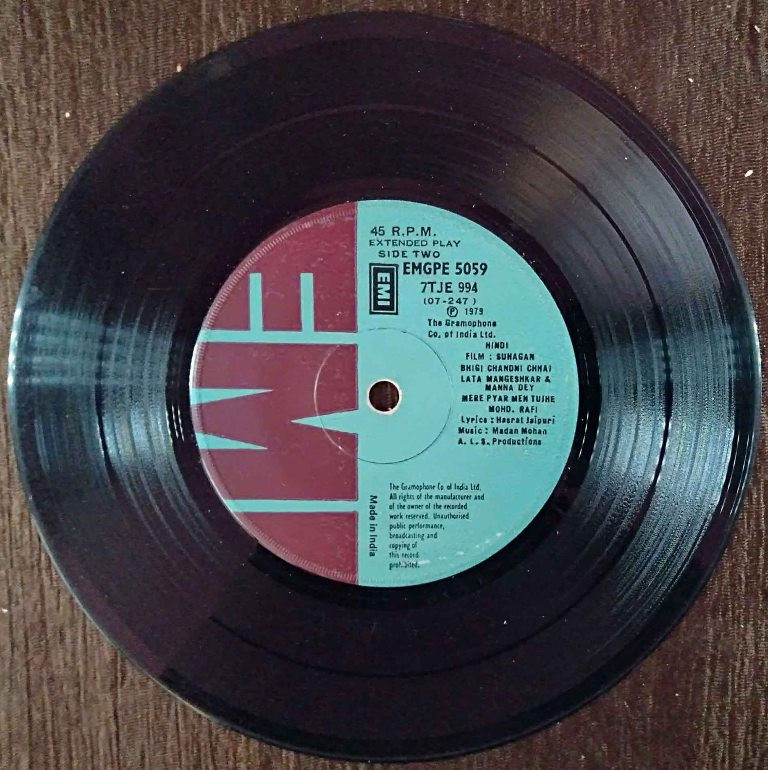 EMI
45 R.P.M.
EXTENDED PLAY
SIDE TWO
EMI
EMGPE 5059
7TJE 994
(07-247)
Ⓟ 1979
The Gramophone
Co. of India Ltd.
HINDI
FILM : SUHAGAN
BHIGI CHANDNI CHHAI
LATA MANGESHKAR &
MANNA DEY
MERE PYAR MEN TUJHE
MOHD. RAFI
Lyrics : Hasrat Jaipuri
Music : Madan Mohan
A. L. S. Productions
The Gramophone Co. of India Ltd.
All rights of the manufacturer and
of the owner of the recorded
work reserved. Unauthorised
public performance,
broadcasting and
copying of
this record
prohibited.
Made in India